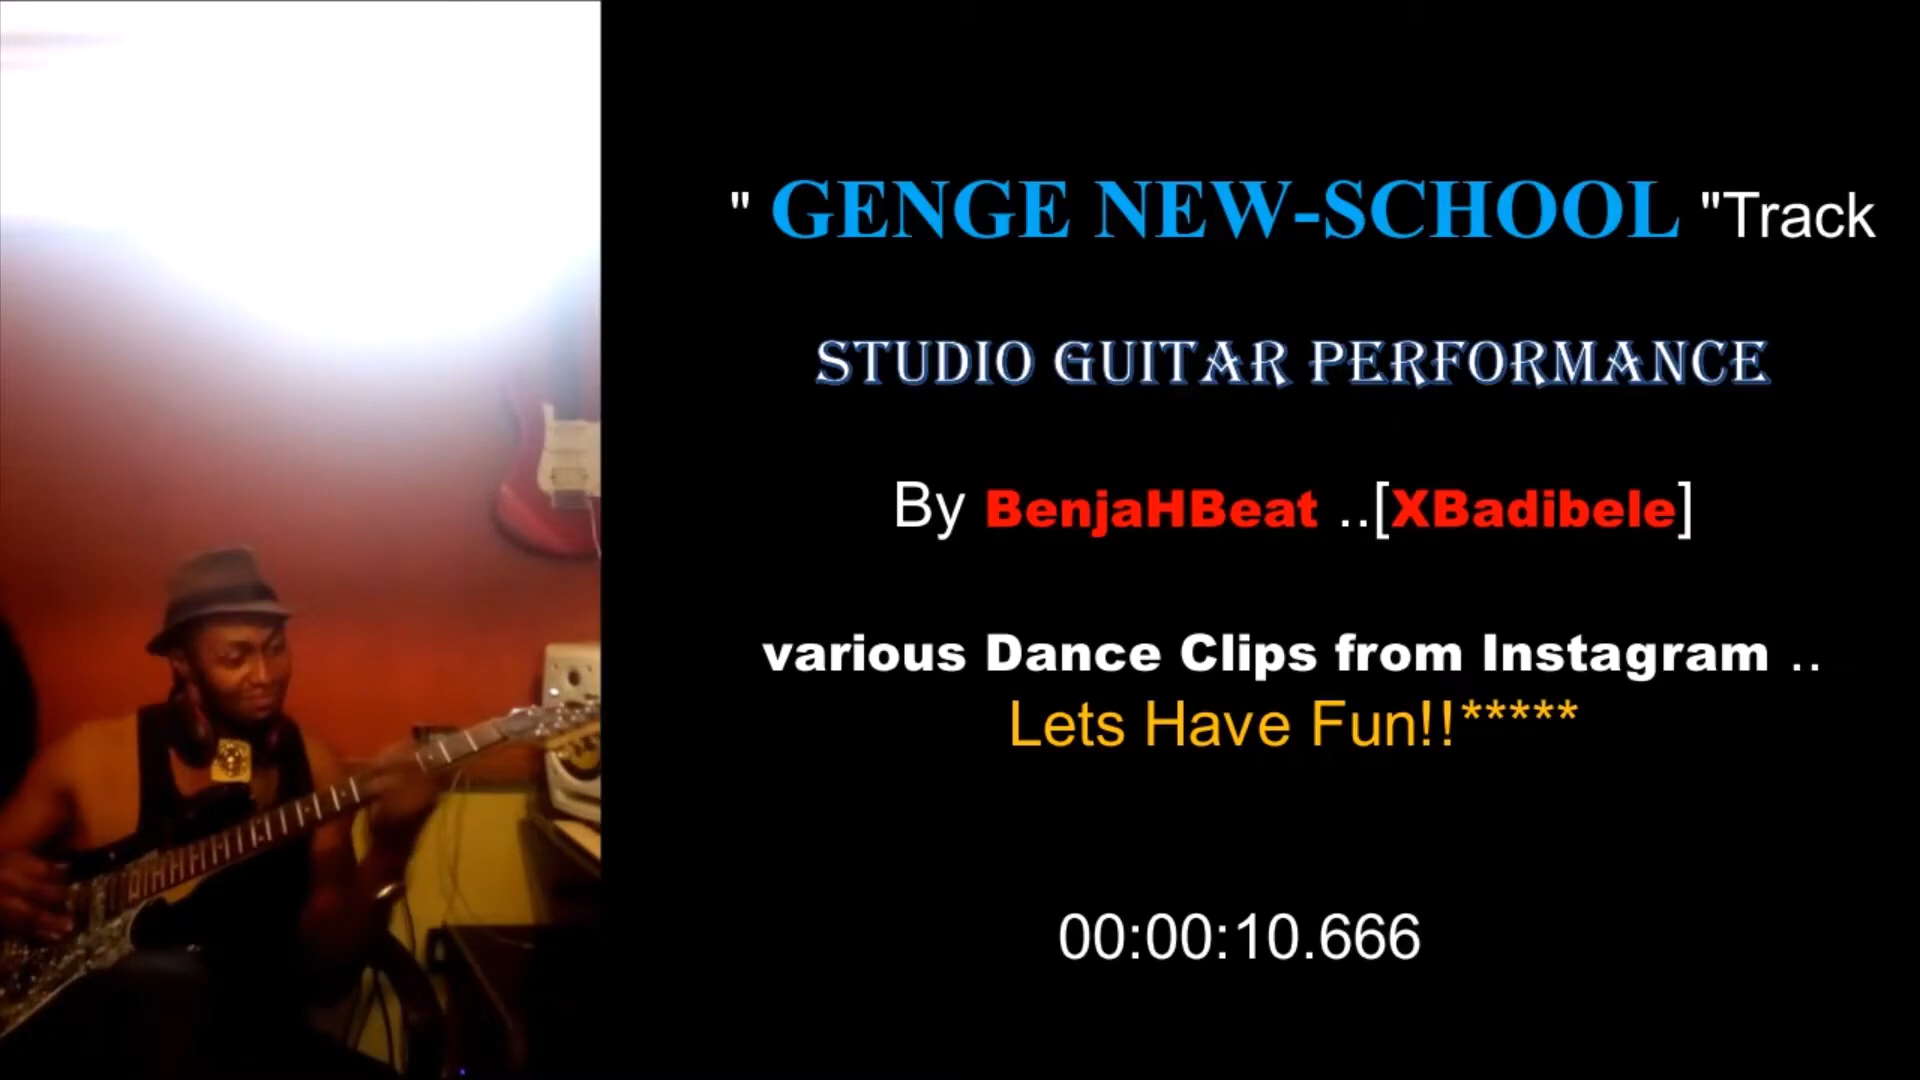 " GENGE NEW-SCHOOL "Track
STUDIO GUITAR PERFORMANCE
By BenjaHBeat ..[XBadibele]
various Dance Clips from Instagram ..
Lets Have Fun!!*****
00:00:10.666